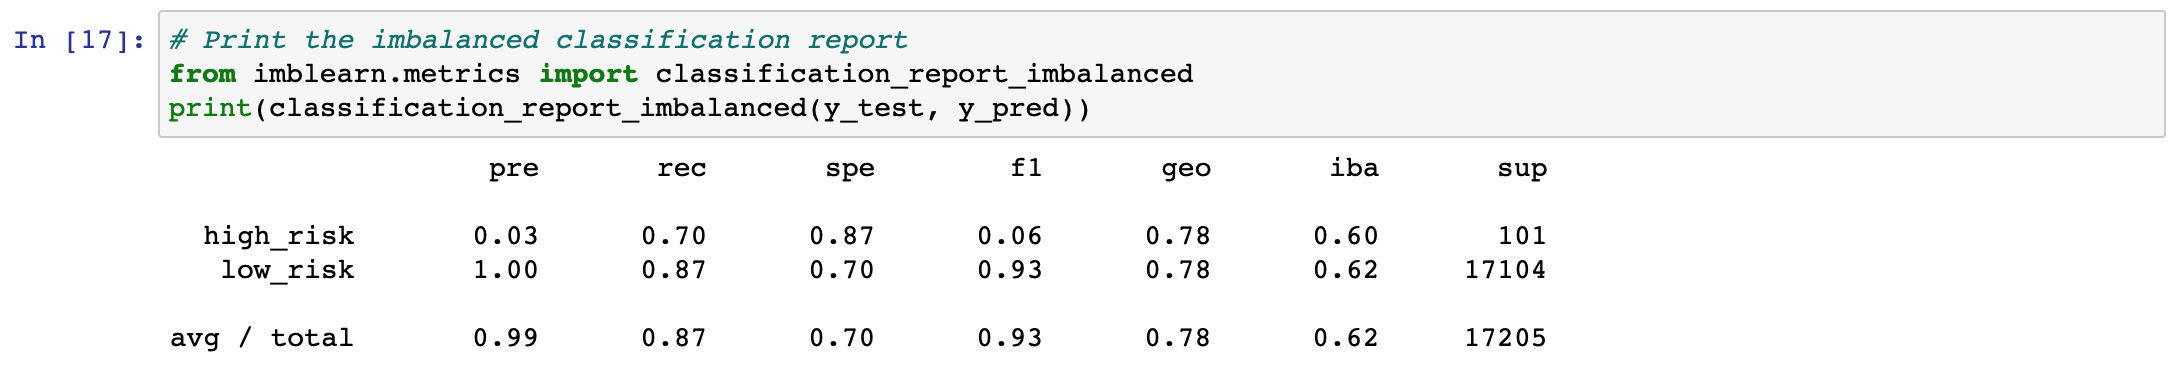 In [17]: # Print the imbalanced classification report
from imblearn.metrics import classification_report_imbalanced
print(classification_report_imbalanced(y_test, y_pred))
pre rec spe f1 geo iba sup
high_risk 0.03 0.70 0.87 0.06 0.78 0.60 101
low_risk 1.00 0.87 0.70 0.93 0.78 0.62 17104
avg / total 0.99 0.87 0.70 0.93 0.78 0.62 17205